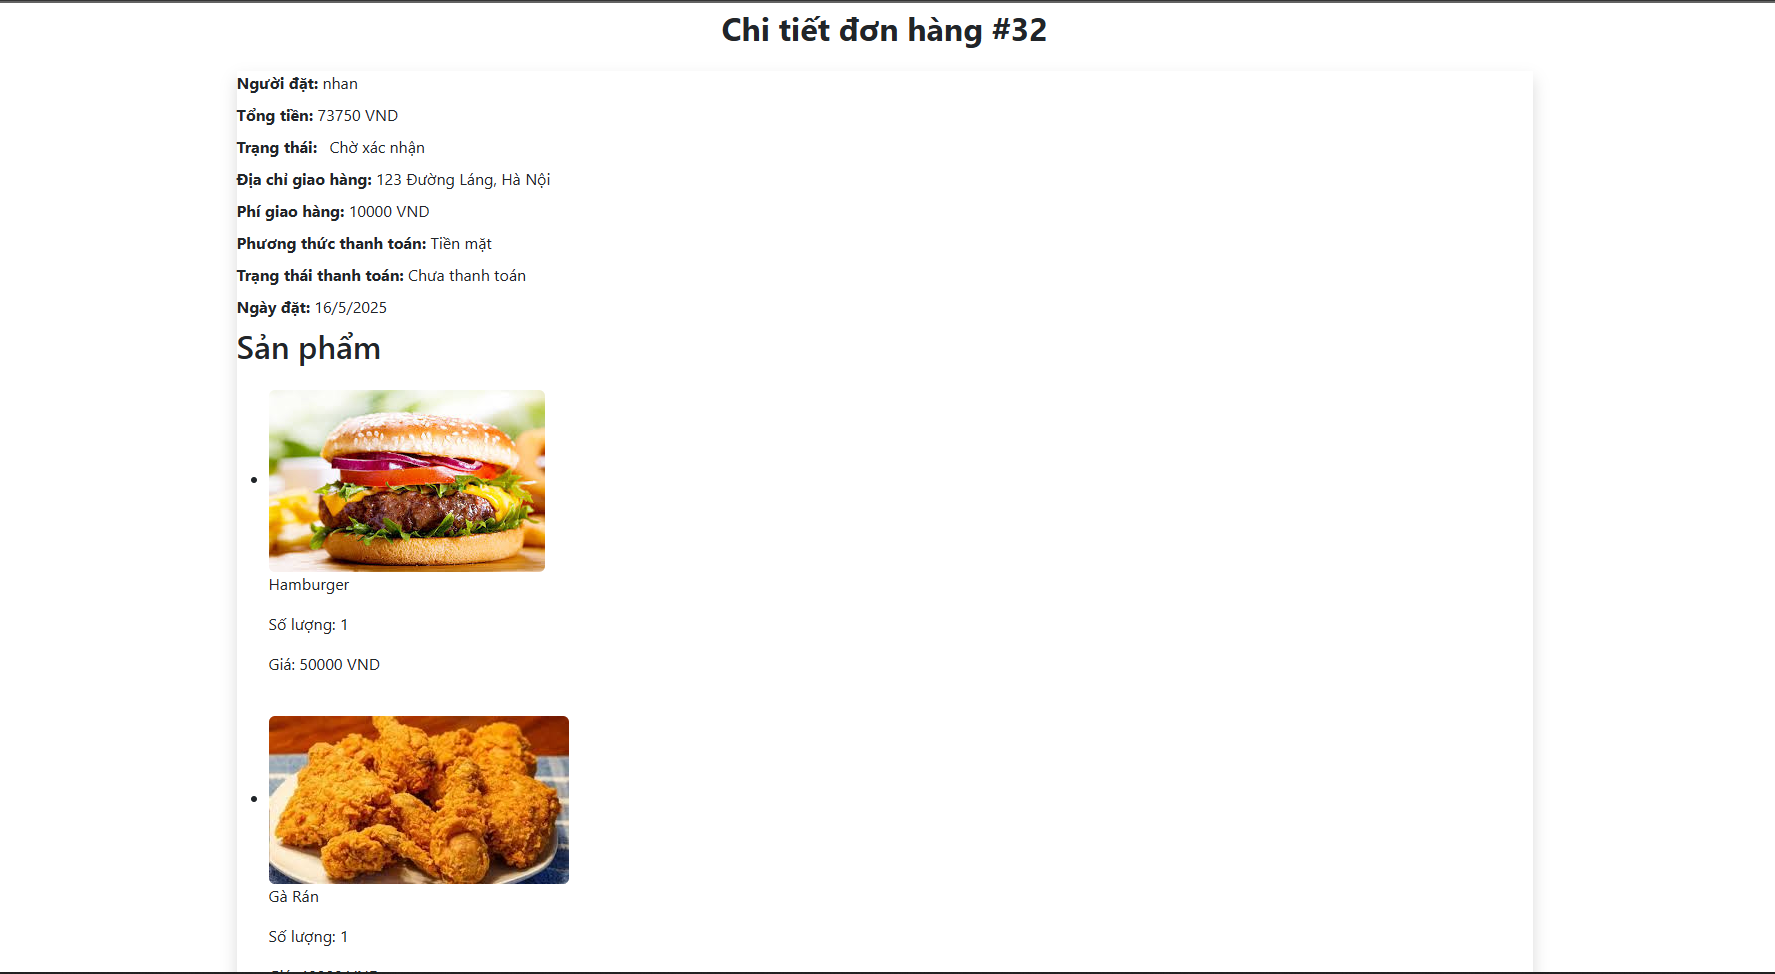 Chi tiết đơn hàng #32
Người đặt: nhan
Tổng tiền: 73750 VND
Trạng thái: Chờ xác nhận
Địa chỉ giao hàng: 123 Đường Láng, Hà Nội
Phí giao hàng: 10000 VND
Phương thức thanh toán: Tiền mặt
Trạng thái thanh toán: Chưa thanh toán
Ngày đặt: 16/5/2025
Sản phẩm
Hamburger
Số lượng: 1
Giá: 50000 VND
Gà Rán
Số lượng: 1